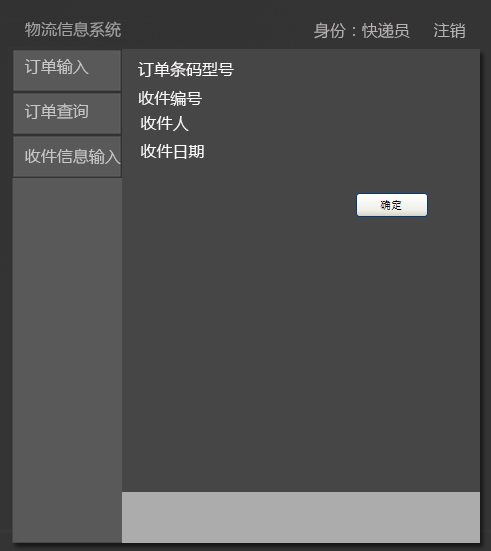 物流信息系统
身份：快递员 注销
订单输入
订单查询
收件信息输入
订单条码型号
收件编号
收件人
收件日期
确定